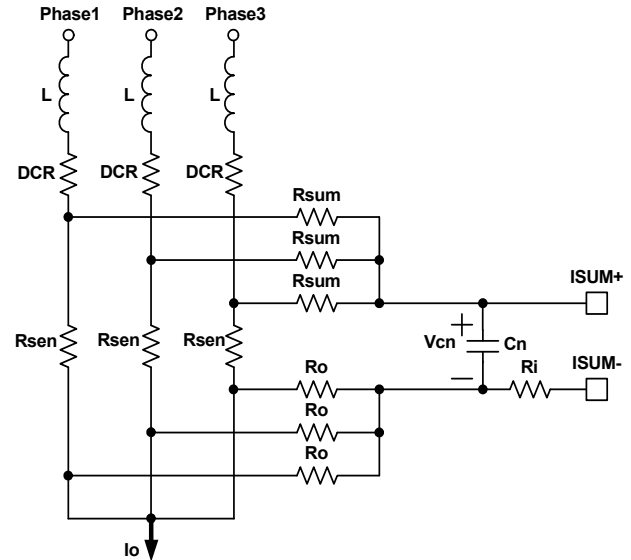 Phase1 Phase2 Phase3
L L L
DCR DCR DCR
Rsum
Rsum
Rsum
ISUM+
Rsen Rsen Rsen
+
Vcn Cn
−
Ro
Ri
ISUM-
Ro
Ro
Io